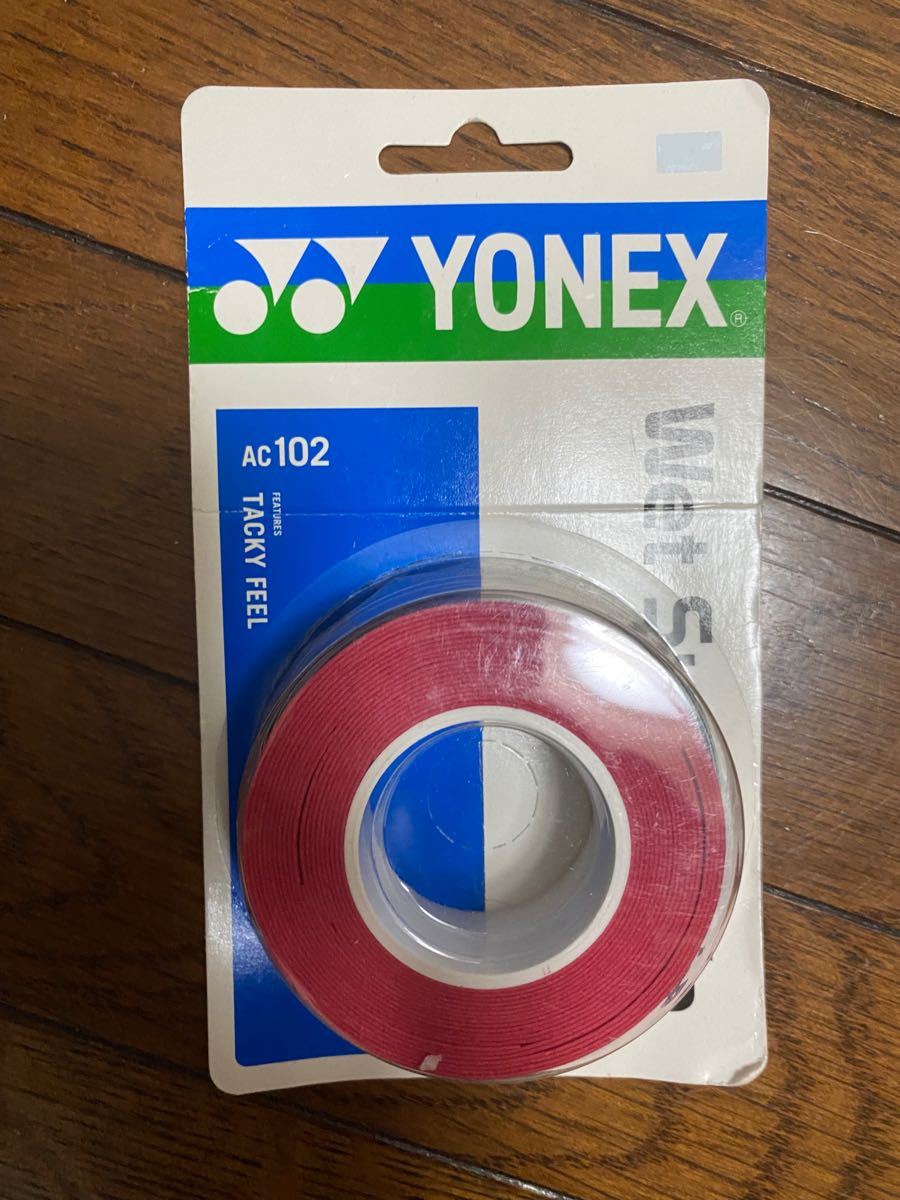 YONEX®
AC102
FEATURES
TACKY FEEL
Wet